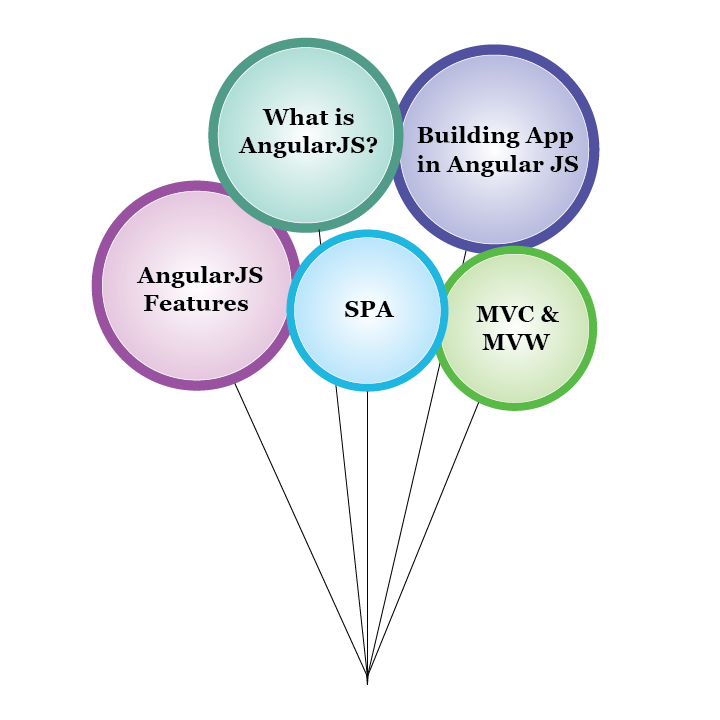 What is
AngularJS?
Building App
in Angular JS
AngularJS
Features
SPA
MVC &
MVW